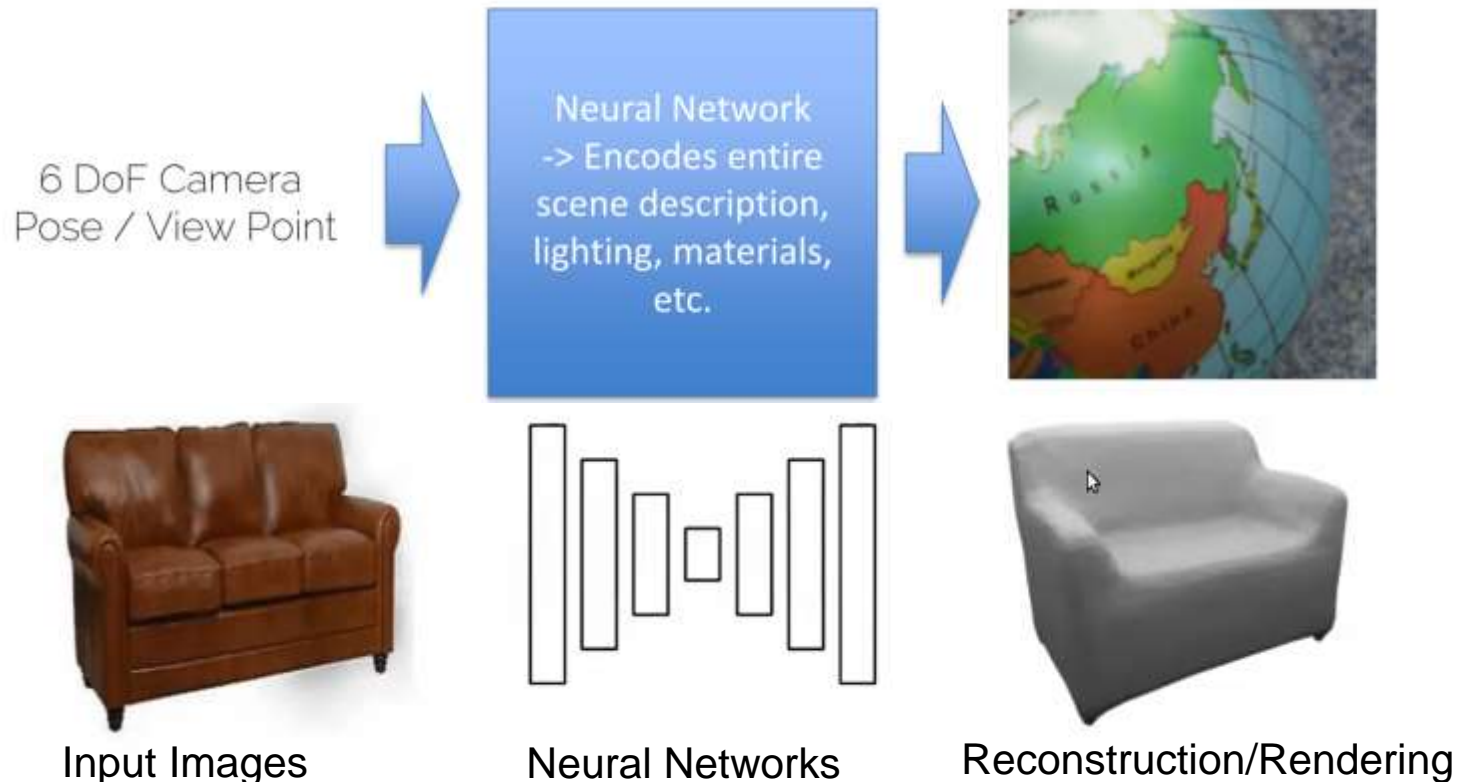 6 DoF Camera
Pose / View Point
Neural Network
-> Encodes entire
scene description,
lighting, materials,
etc.
Russia
Mongolia
China
Input Images
Neural Networks
Reconstruction/Rendering